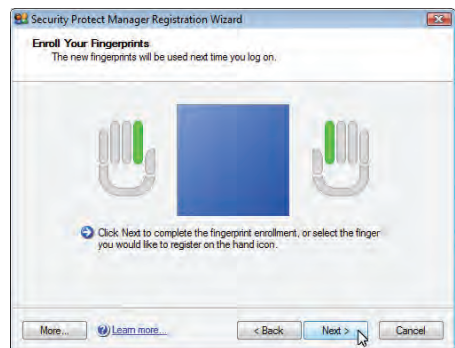 Security Protect Manager Registration Wizard
Enroll Your Fingerprints
The new fingerprints will be used next time you log on.
Click Next to complete the fingerprint enrollment, or select the finger
you would like to register on the hand icon.
More... Learn more... < Back Next > Cancel